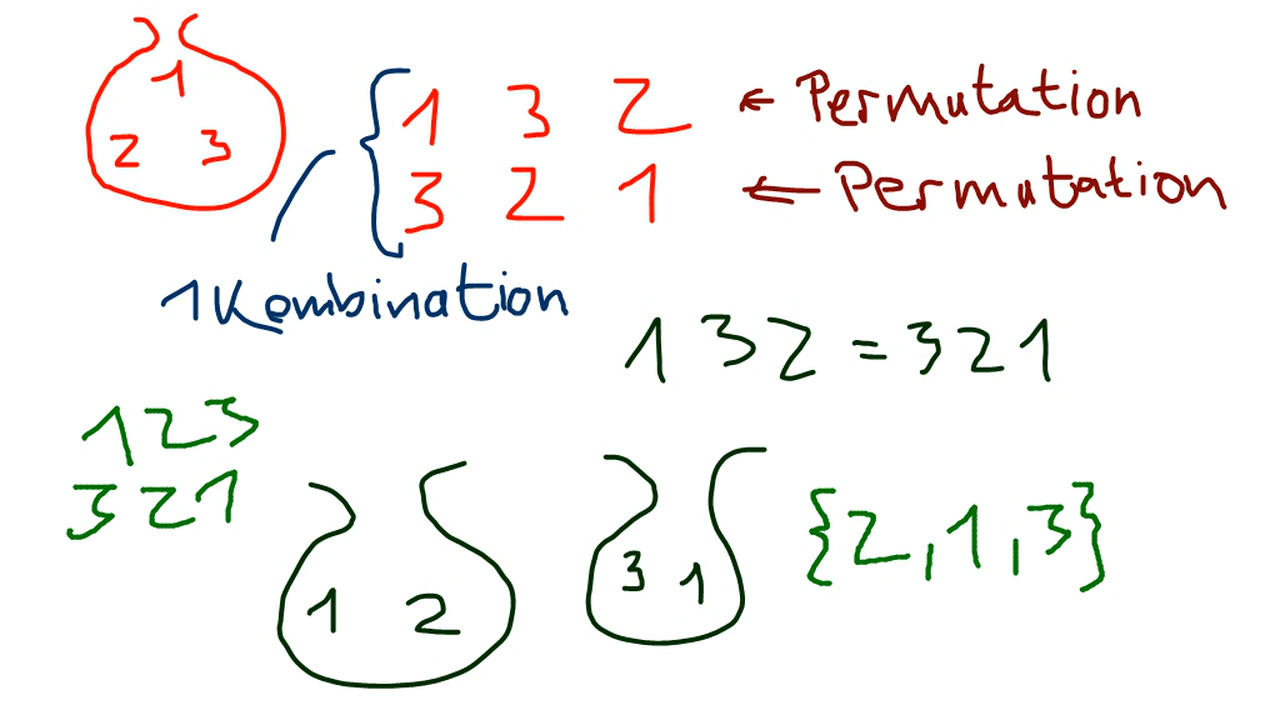 1
2 3
1 3 2 ← Permutation
3 2 1 ← Permutation
1 Kombination
1 3 2 = 3 2 1
1 2 3
3 2 1
1 2
3 1
{2,1,3}